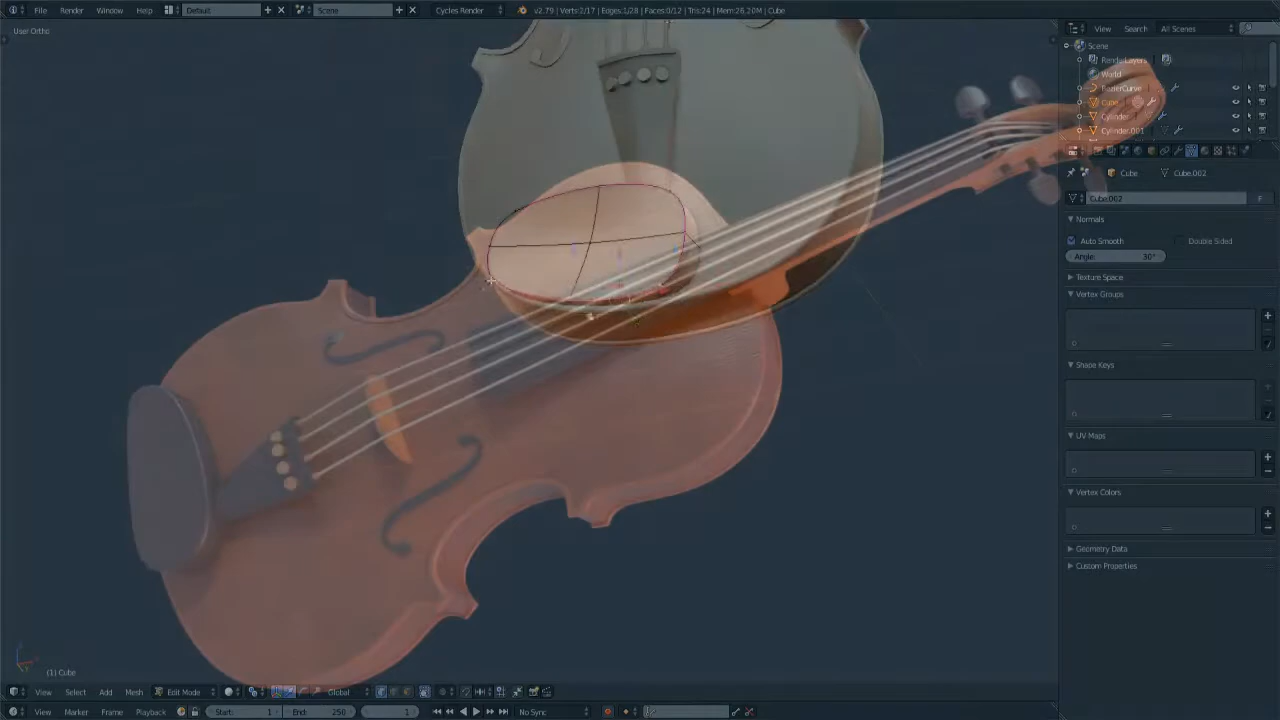 File Render Window Help Default Scene Cycles Render v2.79 | Verts:2/17 | Edges:1/28 | Faces:0/12 | Tris:24 | Mem:26.20M | Cube
User Ortho
View Search All Scenes
Scene
RenderLayers
World
BezierCurve
Cube
Cylinder
Cylinder.001
Cube Cube.002
Cube.002 F
Normals
Auto Smooth Double Sided
Angle: 30°
Texture Space
Vertex Groups
Shape Keys
UV Maps
Vertex Colors
Geometry Data
Custom Properties
(1) Cube
View Select Add Mesh Edit Mode Global
View Marker Frame Playback Start: 1 End: 250 1 No Sync